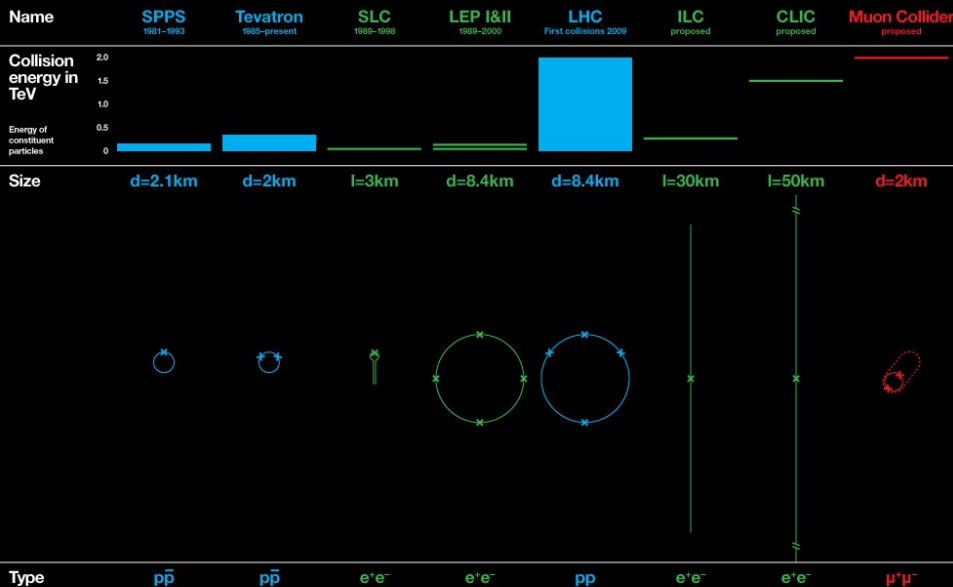 Name
SPPS
1981–1993
Tevatron
1985–present
SLC
1989–1998
LEP I&II
1989–2000
LHC
First collisions 2009
ILC
proposed
CLIC
proposed
Muon Collider
proposed
Collision
energy in
TeV
Energy of
constituent
particles
2.0
1.5
1.0
0.5
0
Size
d=2.1km
d=2km
l=3km
d=8.4km
d=8.4km
l=30km
l=50km
d=2km
Type
pp̅
pp̅
e⁺e⁻
e⁺e⁻
pp
e⁺e⁻
e⁺e⁻
μ⁺μ⁻